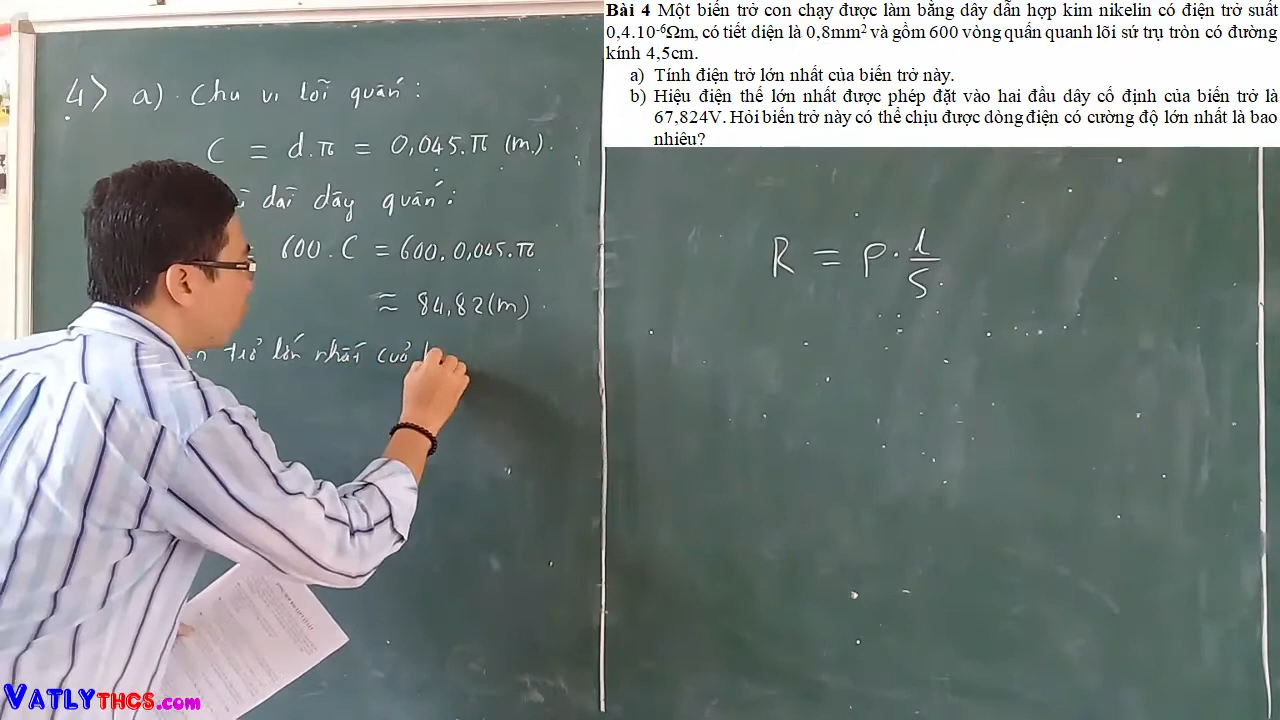 Bài 4 Một biến trở con chạy được làm bằng dây dẫn hợp kim nikelin có điện trở suất
0,4.10⁻⁶Ωm, có tiết diện là 0,8mm² và gồm 600 vòng quấn quanh lõi sứ trụ tròn có đường
kính 4,5cm.
a) Tính điện trở lớn nhất của biến trở này.
b) Hiệu điện thế lớn nhất được phép đặt vào hai đầu dây cố định của biến trở là
67,824V. Hỏi biến trở này có thể chịu được dòng điện có cường độ lớn nhất là bao
nhiêu?
4> a). Chu vi lõi quấn:
C = d.π = 0,045.π (m).
dài dây quấn:
= 600.C = 600.0,045.π
≈ 84,82(m)
trở lớn nhất của
R = ρ. l/S
VATLYTHCS.com